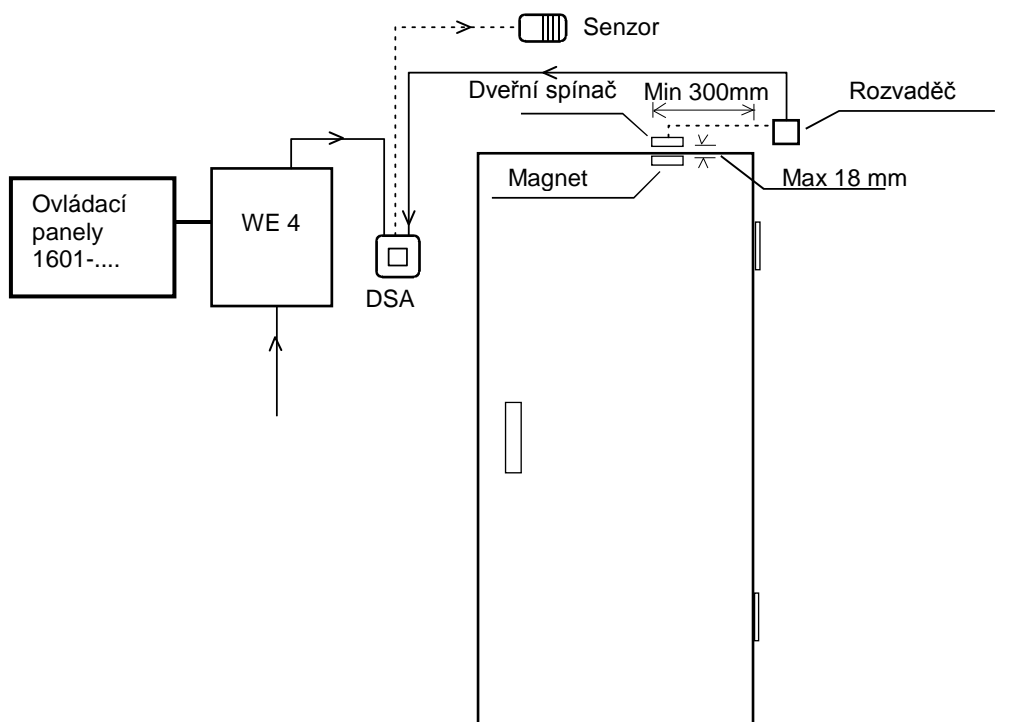 Senzor
Dveřní spínač
Min 300mm
Rozvaděč
Magnet
Max 18 mm
Ovládací
panely
1601-....
WE 4
DSA